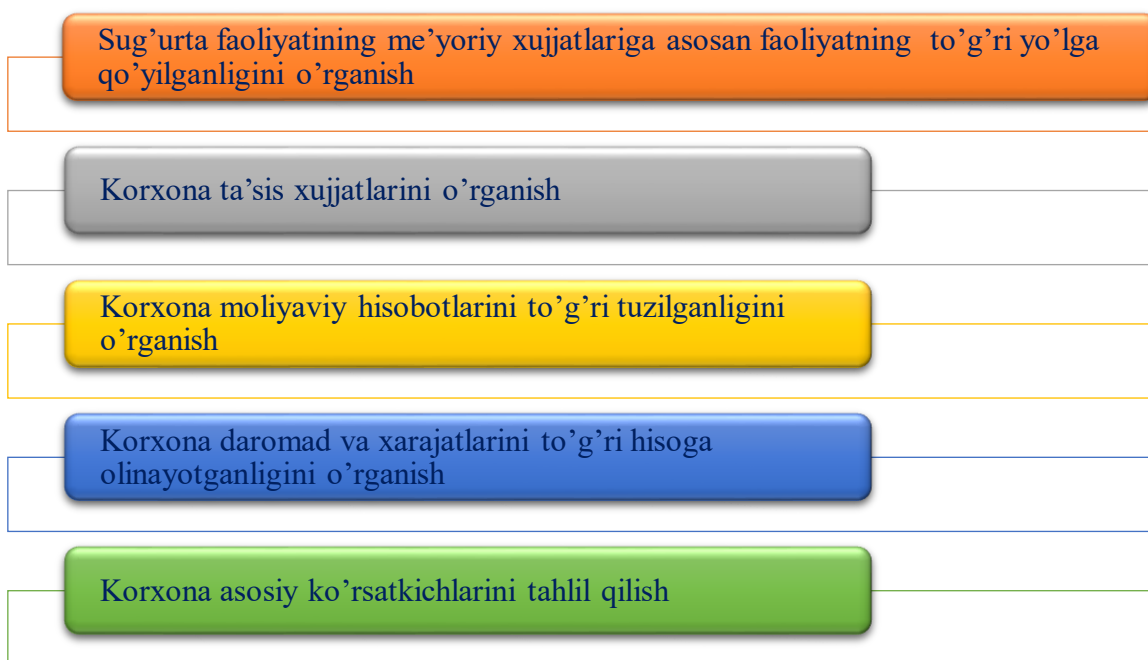 Sug’urta faoliyatining me’yoriy xujjatlariga asosan faoliyatning to’g’ri yo’lga
qo’yilganligini o’rganish
Korxona ta’sis xujjatlarini o’rganish
Korxona moliyaviy hisobotlarini to’g’ri tuzilganligini
o’rganish
Korxona daromad va xarajatlarini to’g’ri hisoga
olinayotganligini o’rganish
Korxona asosiy ko’rsatkichlarini tahlil qilish